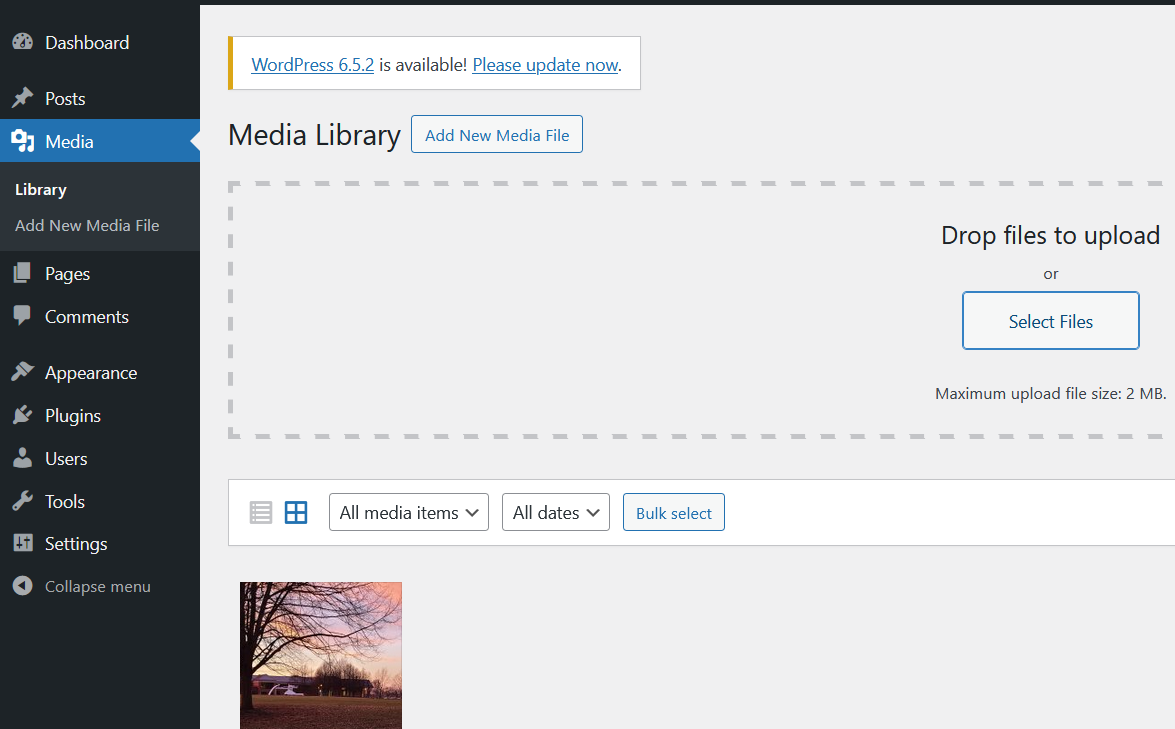 Dashboard
Posts
Media
Library
Add New Media File
Pages
Comments
Appearance
Plugins
Users
Tools
Settings
Collapse menu
WordPress 6.5.2 is available! Please update now.
Media Library
Add New Media File
Drop files to upload
or
Select Files
Maximum upload file size: 2 MB.
All media items
All dates
Bulk select